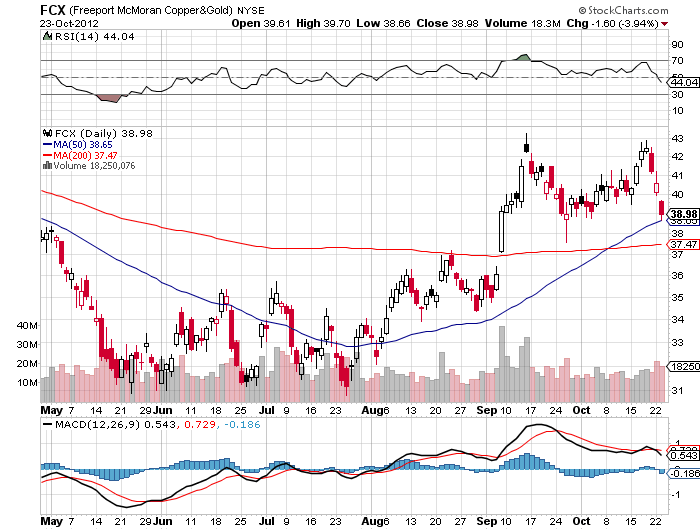 FCX (Freeport McMoran Copper&Gold) NYSE
© StockCharts.com
23-Oct-2012
Open 39.61 High 39.70 Low 38.66 Close 38.98 Volume 18.3M Chg -1.60 (-3.94%)
RSI(14) 44.04
90
70
50
44.04
30
10
FCX (Daily) 38.98
MA(50) 38.65
MA(200) 37.47
Volume 18,250,076
43
42
41
40
38.98
38.65
38
37.47
37
36
35
34
33
32
31
40M
30M
20M
10M
18250
May 7 14 21 29 Jun 11 18 25 Jul 9 16 23 Aug 6 13 20 27 Sep 10 17 24 Oct 8 15 22
MACD(12,26,9) 0.543, 0.729, -0.186
1
0.729
0.543
-0.186
-1
May 7 14 21 29 Jun 11 18 25 Jul 9 16 23 Aug 6 13 20 27 Sep 10 17 24 Oct 8 15 22